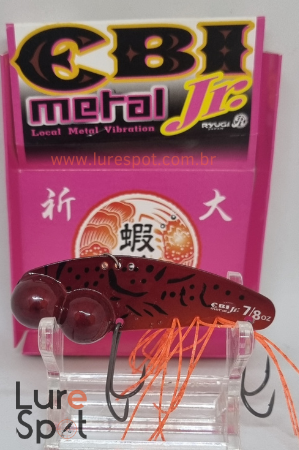 EBI
metal Jr.
Local Metal-Vibration
RYUGI R
www.lurespot.com.br
祈 大
蝦
EBI Jr. 7/8oz
Lure
Spot